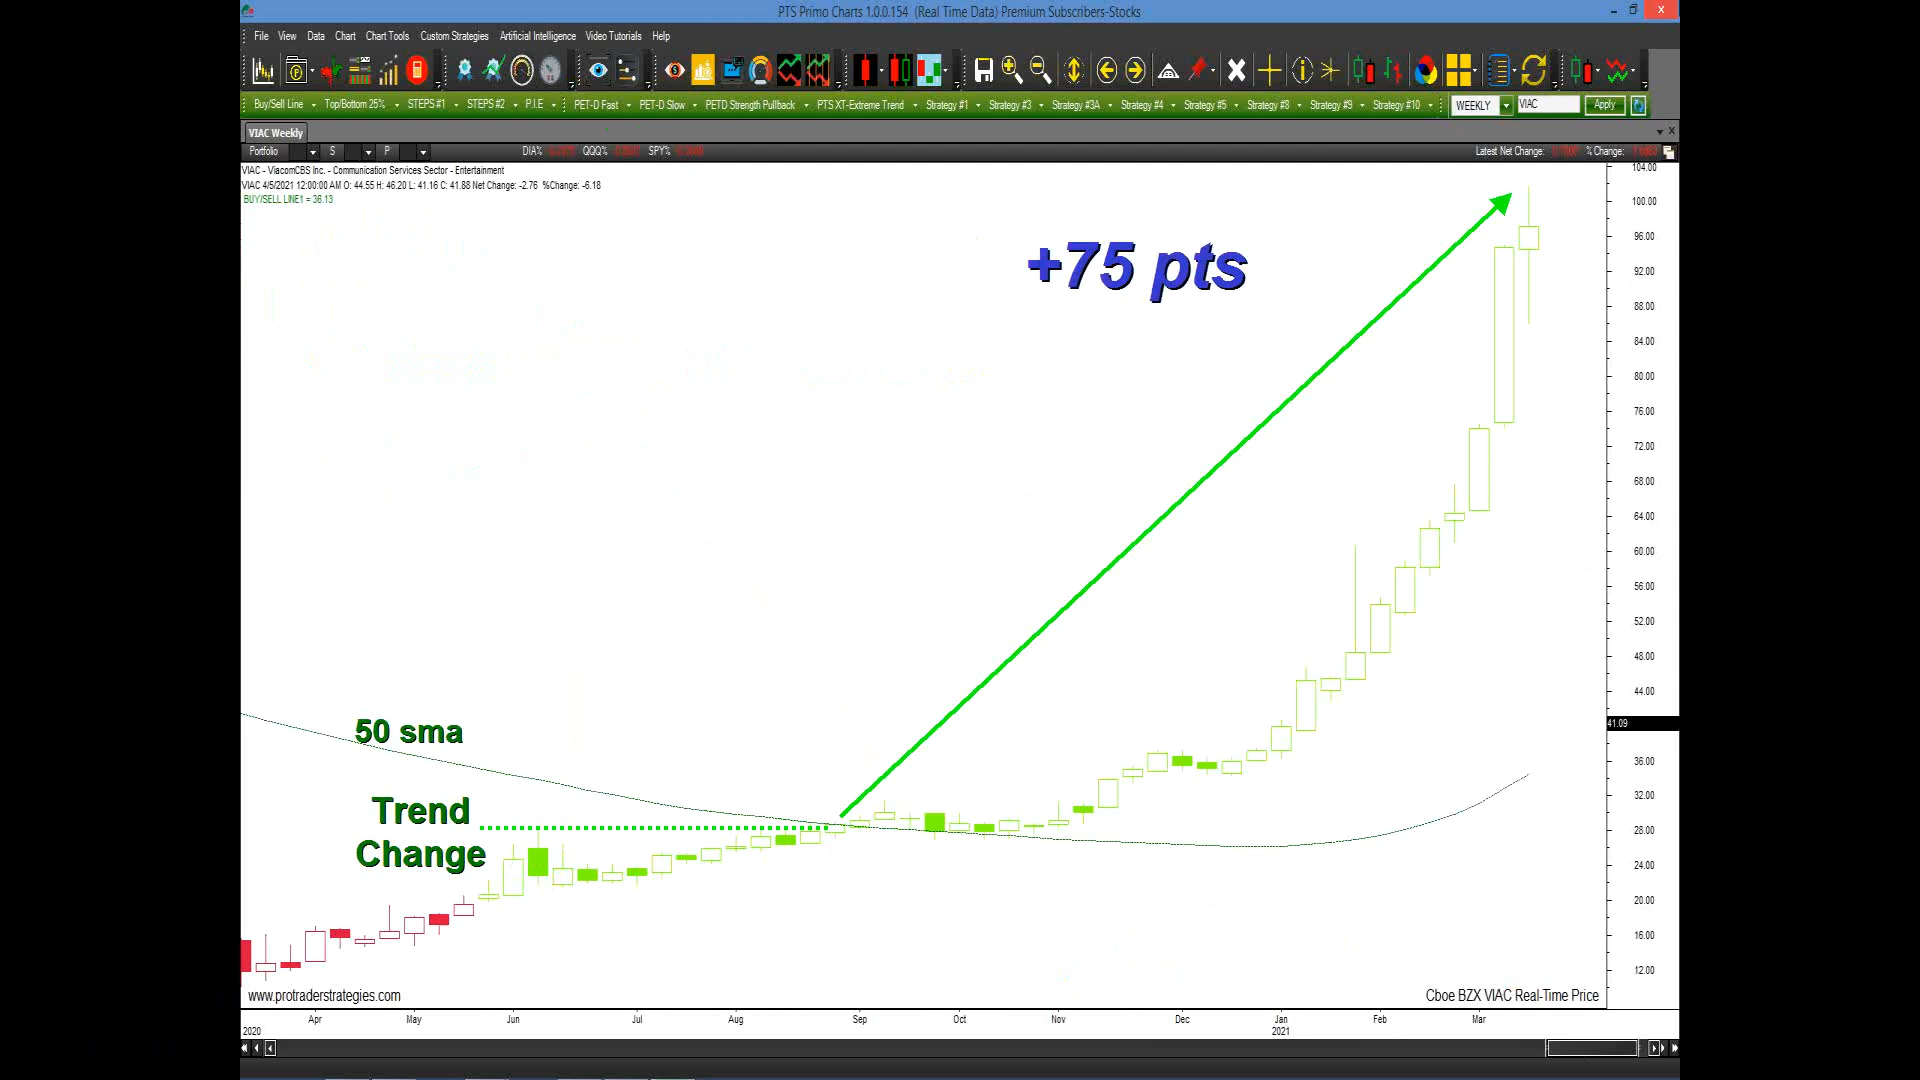 PTS Primo Charts 1.0.0.154 (Real Time Data) Premium Subscribers-Stocks
File View Data Chart Chart Tools Custom Strategies Artificial Intelligence Video Tutorials Help
Buy/Sell Line Top/Bottom 25% STEPS #1 STEPS #2 P.I.E PET-D Fast PET-D Slow PETD Strength Pullback PTS XT-Extreme Trend Strategy #1 Strategy #3 Strategy #3A Strategy #4 Strategy #5 Strategy #8 Strategy #9 Strategy #10 WEEKLY VIAC Apply
VIAC Weekly
Portfolio S P DIA% QQQ% SPY% Latest Net Change: % Change:
VIAC - ViacomCBS Inc. - Communication Services Sector - Entertainment
VIAC 4/5/2021 12:00:00 AM O: 44.55 H: 46.20 L: 41.16 C: 41.88 Net Change: -2.76 %Change: -6.18
BUY/SELL LINE1 = 36.13
104.00
100.00
+75 pts
96.00
92.00
88.00
84.00
80.00
76.00
72.00
68.00
64.00
60.00
56.00
52.00
48.00
44.00
41.09
50 sma
36.00
32.00
Trend
Change
28.00
24.00
20.00
16.00
12.00
www.protraderstrategies.com
Cboe BZX VIAC Real-Time Price
Apr May Jun Jul Aug Sep Oct Nov Dec Jan Feb Mar
2020 2021